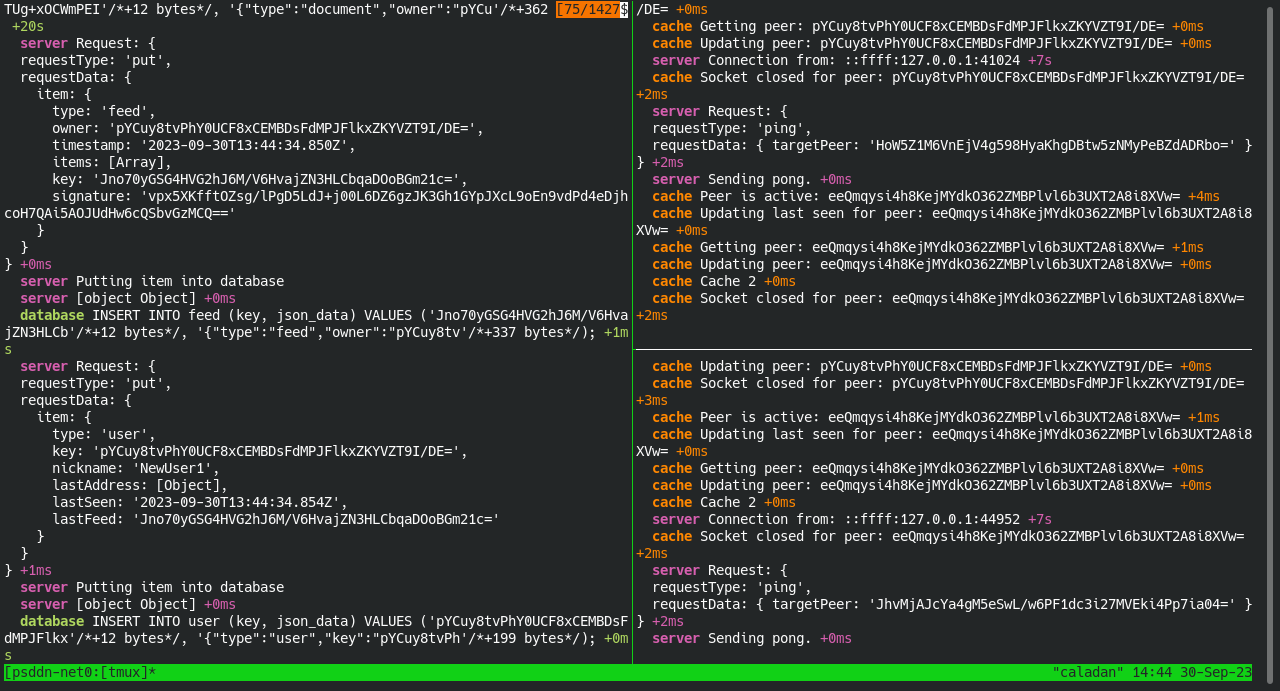 TUg+xOCWmPEI'/*+12 bytes*/, '{"type":"document","owner":"pYCu'/*+362 [75/1427$
+20s
server Request: {
requestType: 'put',
requestData: {
item: {
type: 'feed',
owner: 'pYCuy8tvPhY0UCF8xCEMBDsFdMPJFlkxZKYVZT9I/DE=',
timestamp: '2023-09-30T13:44:34.850Z',
items: [Array],
key: 'Jno70yGSG4HVG2hJ6M/V6HvajZN3HLCbqaDOoBGm21c=',
signature: 'vpx5XKfftOZsg/lPgD5LdJ+j00L6DZ6gzJK3Gh1GYpJXcL9oEn9vdPd4eDjh
coH7QAi5AOJUdHw6cQSbvGzMCQ=='
}
}
} +0ms
server Putting item into database
server [object Object] +0ms
database INSERT INTO feed (key, json_data) VALUES ('Jno70yGSG4HVG2hJ6M/V6Hva
jZN3HLCb'/*+12 bytes*/, '{"type":"feed","owner":"pYCuy8tv'/*+337 bytes*/); +1m
s
server Request: {
requestType: 'put',
requestData: {
item: {
type: 'user',
key: 'pYCuy8tvPhY0UCF8xCEMBDsFdMPJFlkxZKYVZT9I/DE=',
nickname: 'NewUser1',
lastAddress: [Object],
lastSeen: '2023-09-30T13:44:34.854Z',
lastFeed: 'Jno70yGSG4HVG2hJ6M/V6HvajZN3HLCbqaDOoBGm21c='
}
}
} +1ms
server Putting item into database
server [object Object] +0ms
database INSERT INTO user (key, json_data) VALUES ('pYCuy8tvPhY0UCF8xCEMBDsF
dMPJFlkx'/*+12 bytes*/, '{"type":"user","key":"pYCuy8tvPh'/*+199 bytes*/); +0m
s
/DE= +0ms
cache Getting peer: pYCuy8tvPhY0UCF8xCEMBDsFdMPJFlkxZKYVZT9I/DE= +0ms
cache Updating peer: pYCuy8tvPhY0UCF8xCEMBDsFdMPJFlkxZKYVZT9I/DE= +0ms
server Connection from: ::ffff:127.0.0.1:41024 +7s
cache Socket closed for peer: pYCuy8tvPhY0UCF8xCEMBDsFdMPJFlkxZKYVZT9I/DE=
+2ms
server Request: {
requestType: 'ping',
requestData: { targetPeer: 'HoW5Z1M6VnEjV4g598HyaKhgDBtw5zNMyPeBZdADRbo=' }
} +2ms
server Sending pong. +0ms
cache Peer is active: eeQmqysi4h8KejMYdkO362ZMBPlvl6b3UXT2A8i8XVw= +4ms
cache Updating last seen for peer: eeQmqysi4h8KejMYdkO362ZMBPlvl6b3UXT2A8i8
XVw= +0ms
cache Getting peer: eeQmqysi4h8KejMYdkO362ZMBPlvl6b3UXT2A8i8XVw= +1ms
cache Updating peer: eeQmqysi4h8KejMYdkO362ZMBPlvl6b3UXT2A8i8XVw= +0ms
cache Cache 2 +0ms
cache Socket closed for peer: eeQmqysi4h8KejMYdkO362ZMBPlvl6b3UXT2A8i8XVw=
+2ms
cache Updating peer: pYCuy8tvPhY0UCF8xCEMBDsFdMPJFlkxZKYVZT9I/DE= +0ms
cache Socket closed for peer: pYCuy8tvPhY0UCF8xCEMBDsFdMPJFlkxZKYVZT9I/DE=
+3ms
cache Peer is active: eeQmqysi4h8KejMYdkO362ZMBPlvl6b3UXT2A8i8XVw= +1ms
cache Updating last seen for peer: eeQmqysi4h8KejMYdkO362ZMBPlvl6b3UXT2A8i8
XVw= +0ms
cache Getting peer: eeQmqysi4h8KejMYdkO362ZMBPlvl6b3UXT2A8i8XVw= +0ms
cache Updating peer: eeQmqysi4h8KejMYdkO362ZMBPlvl6b3UXT2A8i8XVw= +0ms
cache Cache 2 +0ms
server Connection from: ::ffff:127.0.0.1:44952 +7s
cache Socket closed for peer: eeQmqysi4h8KejMYdkO362ZMBPlvl6b3UXT2A8i8XVw=
+2ms
server Request: {
requestType: 'ping',
requestData: { targetPeer: 'JhvMjAJcYa4gM5eSwL/w6PF1dc3i27MVEki4Pp7ia04=' }
} +2ms
server Sending pong. +0ms
[psddn-net0:[tmux]* "caladan" 14:44 30-Sep-23